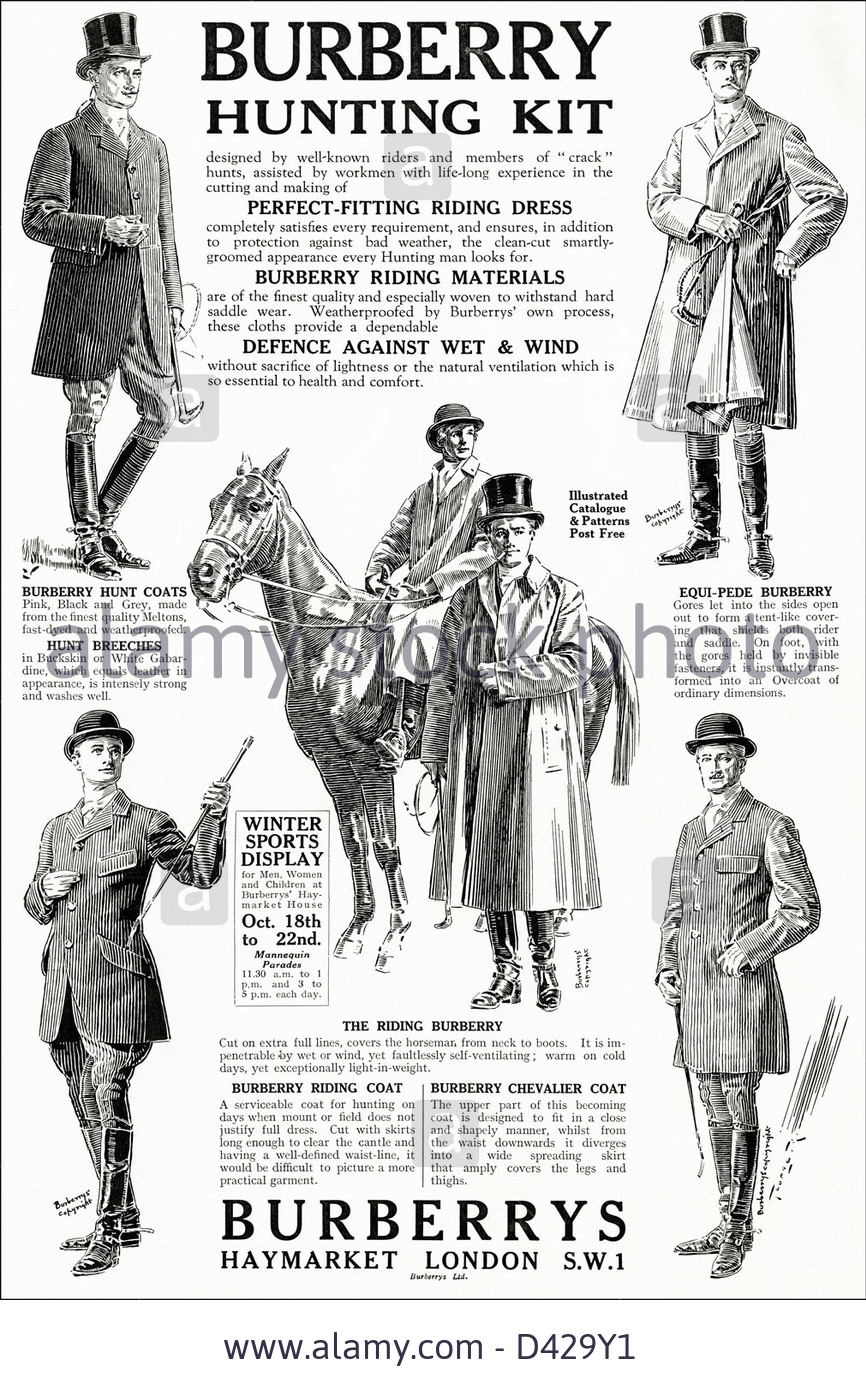 BURBERRY
HUNTING KIT
designed by well-known riders and members of "crack"
hunts, assisted by workmen with life-long experience in the
cutting and making of
PERFECT-FITTING RIDING DRESS
completely satisfies every requirement, and ensures, in addition
to protection against bad weather, the clean-cut smartly-
groomed appearance every Hunting man looks for.
BURBERRY RIDING MATERIALS
are of the finest quality and especially woven to withstand hard
saddle wear. Weatherproofed by Burberrys' own process,
these cloths provide a dependable
DEFENCE AGAINST WET & WIND
without sacrifice of lightness or the natural ventilation which is
so essential to health and comfort.
Illustrated
Catalogue
& Patterns
Post Free
Burberrys
copyright
BURBERRY HUNT COATS
Pink, Black and Grey, made
from the finest quality Meltons,
fast-dyed and weatherproofed.
HUNT BREECHES
in Buckskin or White Gabar-
dine, which equals leather in
appearance, is intensely strong
and washes well.
EQUI-PEDE BURBERRY
Gores let into the sides open
out to form a tent-like cover-
ing that shields both rider
and saddle. On foot, with
the gores held by invisible
fasteners, it is instantly trans-
formed into an Overcoat of
ordinary dimensions.
alamy stock photo
WINTER
SPORTS
DISPLAY
for Men, Women
and Children at
Burberrys' Hay-
market House
Oct. 18th
to 22nd.
Mannequin
Parades
11.30 a.m. to 1
p.m. and 3 to
5 p.m. each day.
Burberrys
copyright
THE RIDING BURBERRY
Cut on extra full lines, covers the horseman from neck to boots. It is im-
penetrable by wet or wind, yet faultlessly self-ventilating; warm on cold
days, yet exceptionally light-in-weight.
BURBERRY RIDING COAT
A serviceable coat for hunting on
days when mount or field does not
justify full dress. Cut with skirts
long enough to clear the cantle and
having a well-defined waist-line, it
would be difficult to picture a more
practical garment.
BURBERRY CHEVALIER COAT
The upper part of this becoming
coat is designed to fit in a close
and shapely manner, whilst from
the waist downwards it diverges
into a wide spreading skirt
that amply covers the legs and
thighs.
Burberrys
copyright
Burberrys copyright
BURBERRYS
HAYMARKET LONDON S.W.1
Burberrys Ltd.
a
a
a
a
a
a
www.alamy.com - D429Y1